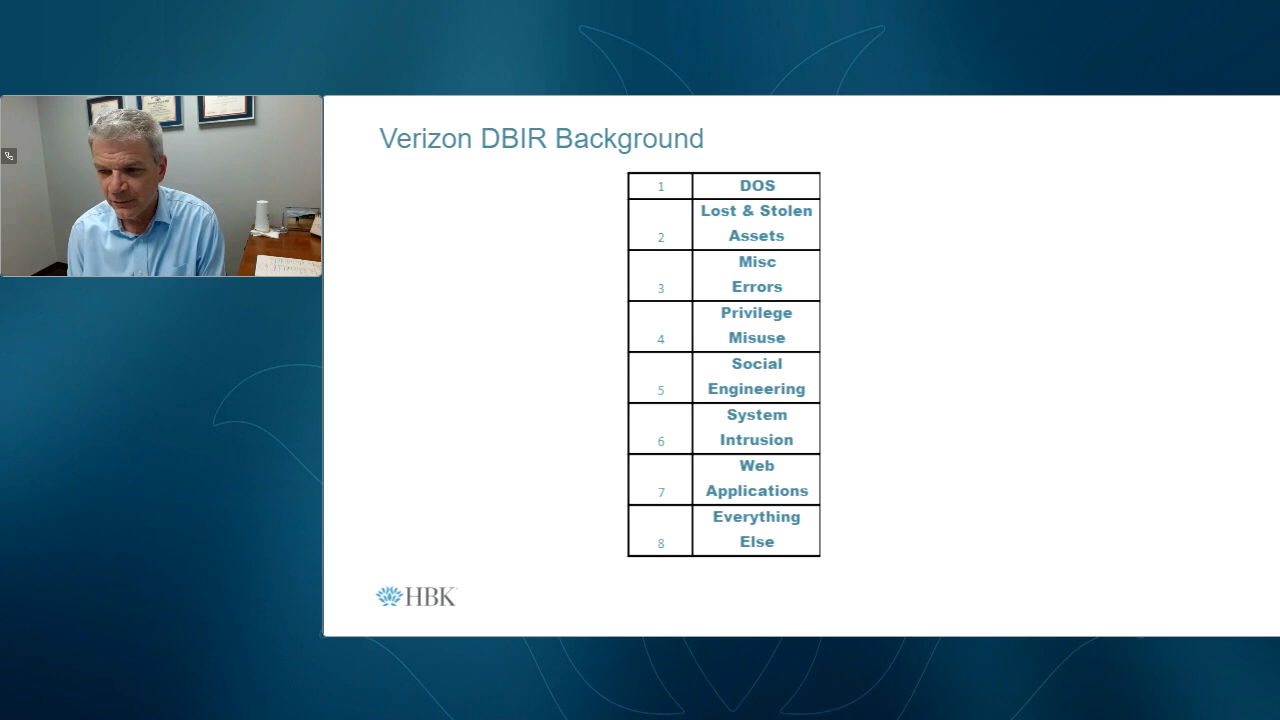 Verizon DBIR Background
1 DOS
Lost & Stolen
2 Assets
Misc
3 Errors
Privilege
4 Misuse
Social
5 Engineering
System
6 Intrusion
Web
7 Applications
Everything
8 Else
HBK